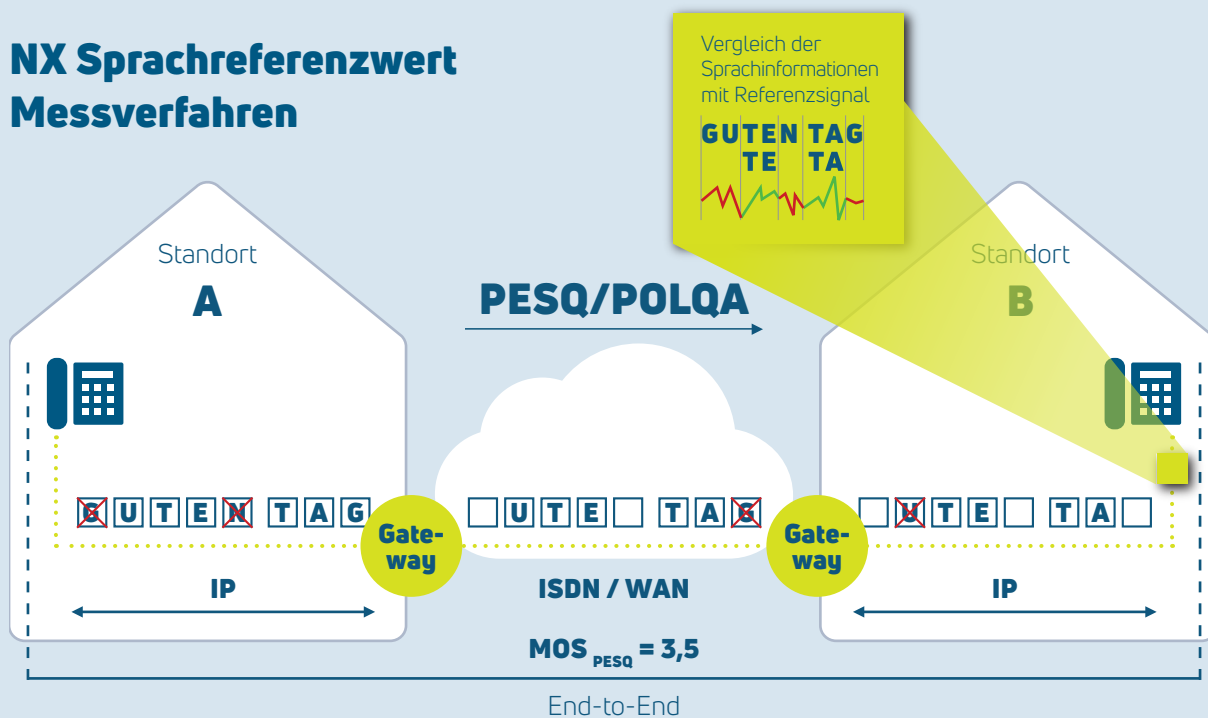 NX Sprachreferenzwert
Messverfahren
Vergleich der
Sprachinformationen
mit Referenzsignal
GUTEN TAG
TE TA
Standort
A
PESQ/POLQA
Standort
B
GUTEN TAG
UTE TAG
UTE TA
Gate-
way
Gate-
way
IP
ISDN / WAN
IP
MOS PESQ = 3,5
End-to-End